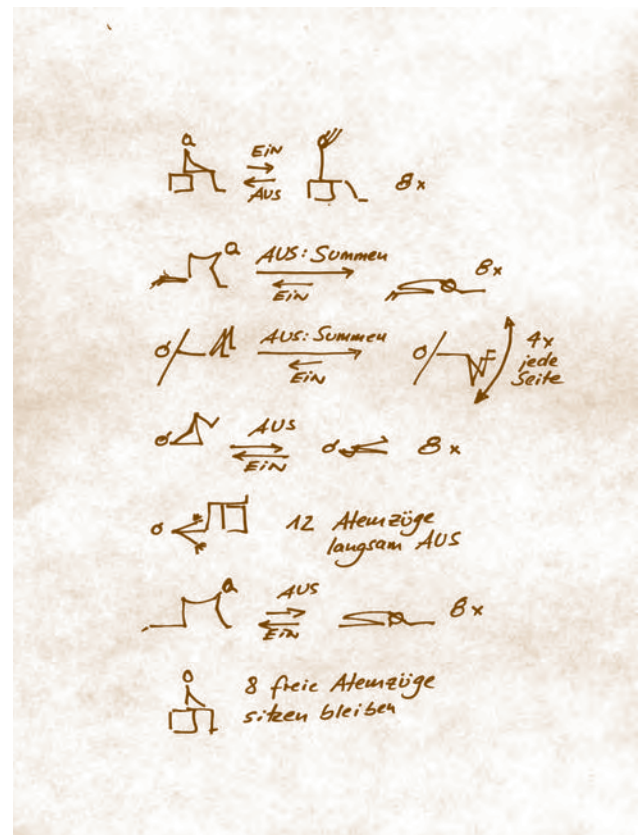 EIN
AUS
8x
AUS: Summen
EIN
8x
AUS: Summen
EIN
4x
jede
Seite
AUS
EIN
8x
12 Atemzüge
langsam AUS
AUS
EIN
8x
8 freie Atemzüge
sitzen bleiben